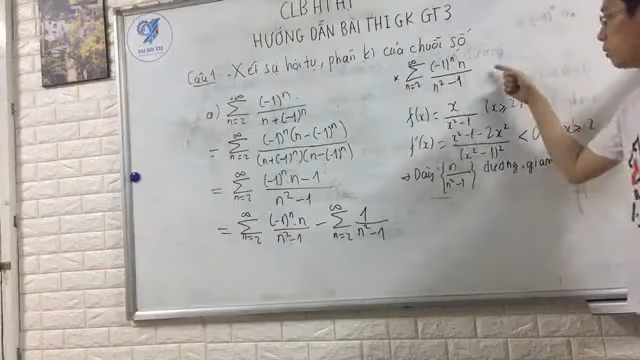 CLB HTHT
HƯỚNG DẪN BÀI THI GK GT3
Câu 1: Xét sự hội tụ, phân kì của chuỗi số
a) ∑_{n=2}^{∞} (-1)^n / (n+(-1)^n)
= ∑_{n=2}^{∞} (-1)^n (n-(-1)^n) / ((n+(-1)^n)(n-(-1)^n))
= ∑_{n=2}^{∞} ((-1)^n . n - 1) / (n²-1)
= ∑_{n=2}^{∞} (-1)^n . n / (n²-1) - ∑_{n=2}^{∞} 1 / (n²-1)
* ∑_{n=2}^{+∞} (-1)^n n / (n²-1)
f(x) = x / (x²-1) (x ≥ 2
f'(x) = (x²-1-2x²) / (x²-1)² < 0 x ≥ 2
⇒ Dãy {n / (n²-1)} dương, giảm